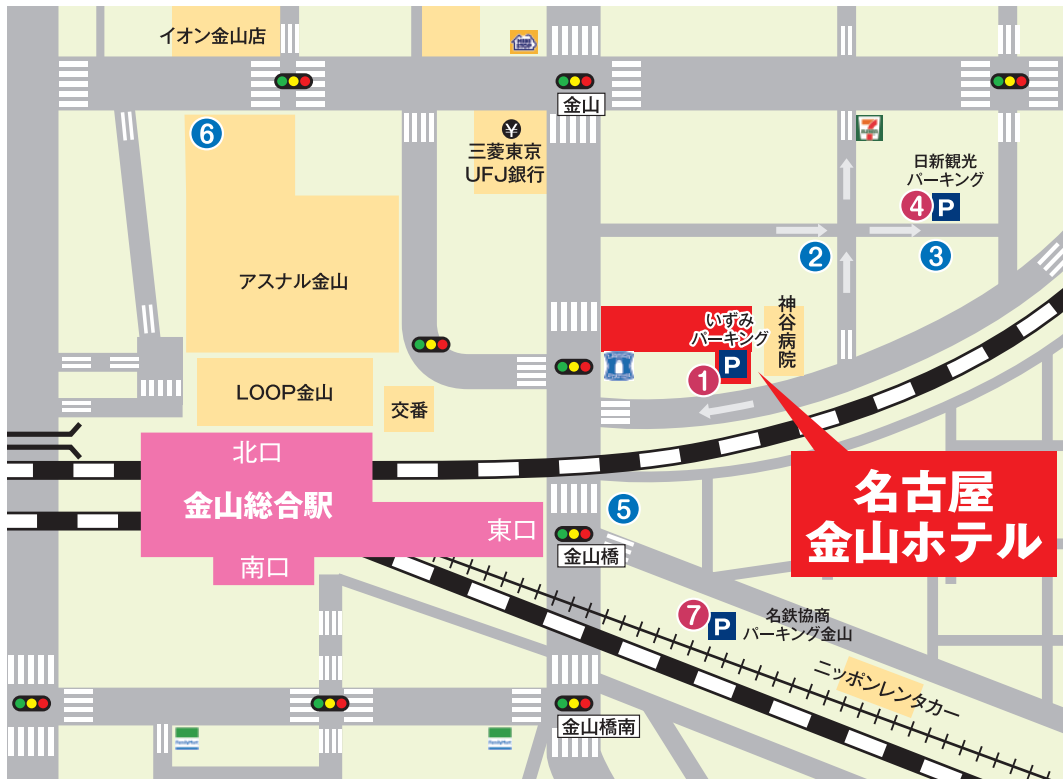 イオン金山店
MINI
STOP
金山
¥
三菱東京
UFJ銀行
6
7
日新観光
パーキング
4
P
2
3
アスナル金山
いずみ
パーキング
P
1
神谷病院
LOOP金山
交番
北口
金山総合駅
東口
南口
5
金山橋
名古屋
金山ホテル
7
P
名鉄協商
パーキング金山
ニッポンレンタカー
金山橋南
FamilyMart
FamilyMart